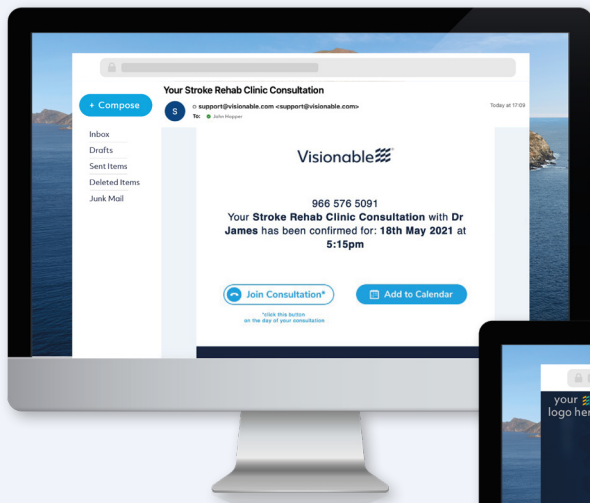 Your Stroke Rehab Clinic Consultation
+ Compose
S
support@visionable.com <support@visionable.com>
Today at 17:09
To: John Hopper
Inbox
Drafts
Sent Items
Deleted Items
Junk Mail
Visionable
966 576 5091
Your Stroke Rehab Clinic Consultation with Dr
James has been confirmed for: 18th May 2021 at
5:15pm
Join Consultation*
Add to Calendar
*click this button
on the day of your consultation
your
logo her